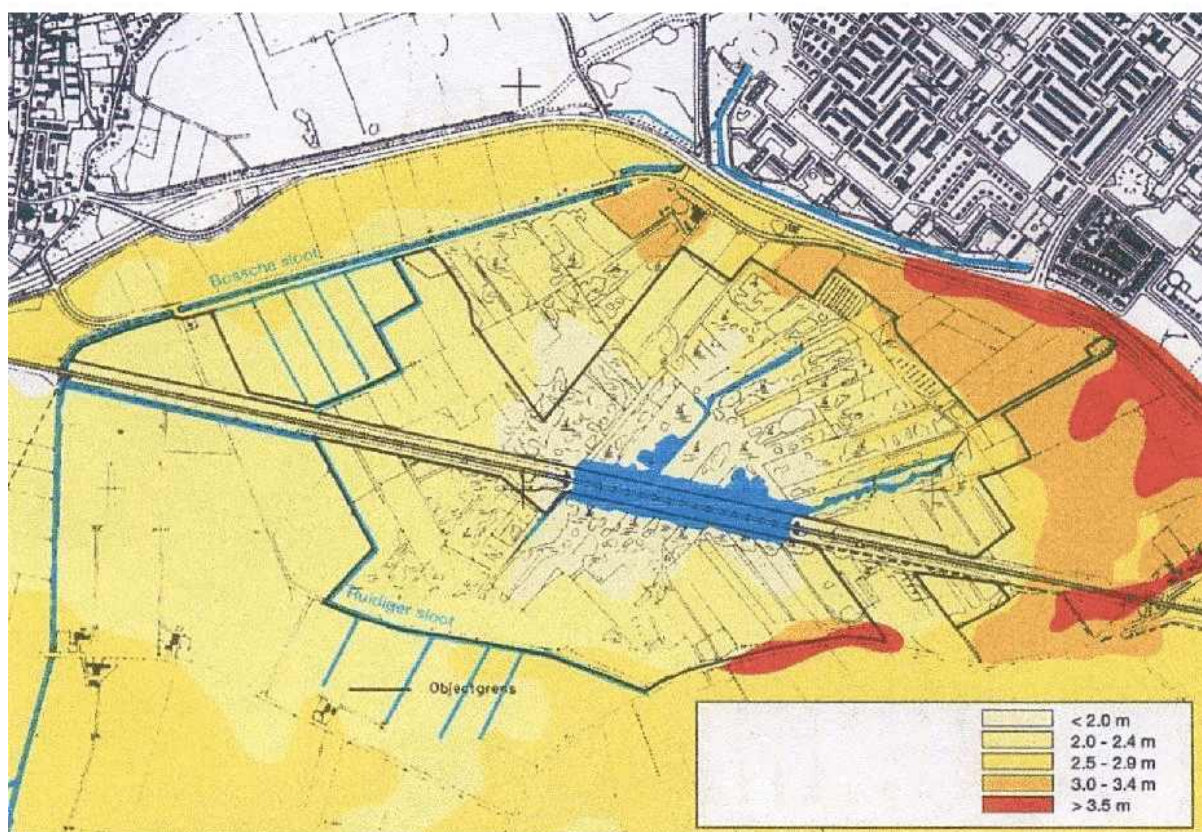 Bossche sloot
Ruidiger sloot
Objectgrens
< 2.0 m
2.0 - 2.4 m
2.5 - 2.9 m
3.0 - 3.4 m
> 3.5 m